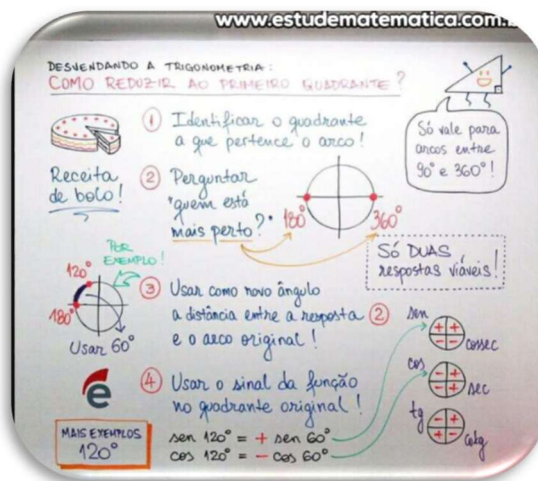 www.estudematematica.com.b
DESVENDANDO A TRIGONOMETRIA:
COMO REDUZIR AO PRIMEIRO QUADRANTE?
Receita
de bolo!
① Identificar o quadrante
a que pertence o arco!
Só vale para
arcos entre
90° e 360°!
② Perguntar
"quem está
mais perto?"
180°
360°
Só DUAS
respostas viáveis!
POR
EXEMPLO!
120°
180°
Usar 60°
③ Usar como novo ângulo
a distância entre a resposta ②
e o arco original!
④ Usar o sinal da função
no quadrante original!
sen 120° = + sen 60°
cos 120° = - cos 60°
sen
+ +
- -
cossec
cos
- +
- +
sec
tg
- +
+ -
cotg
e
MAIS EXEMPLOS
120°